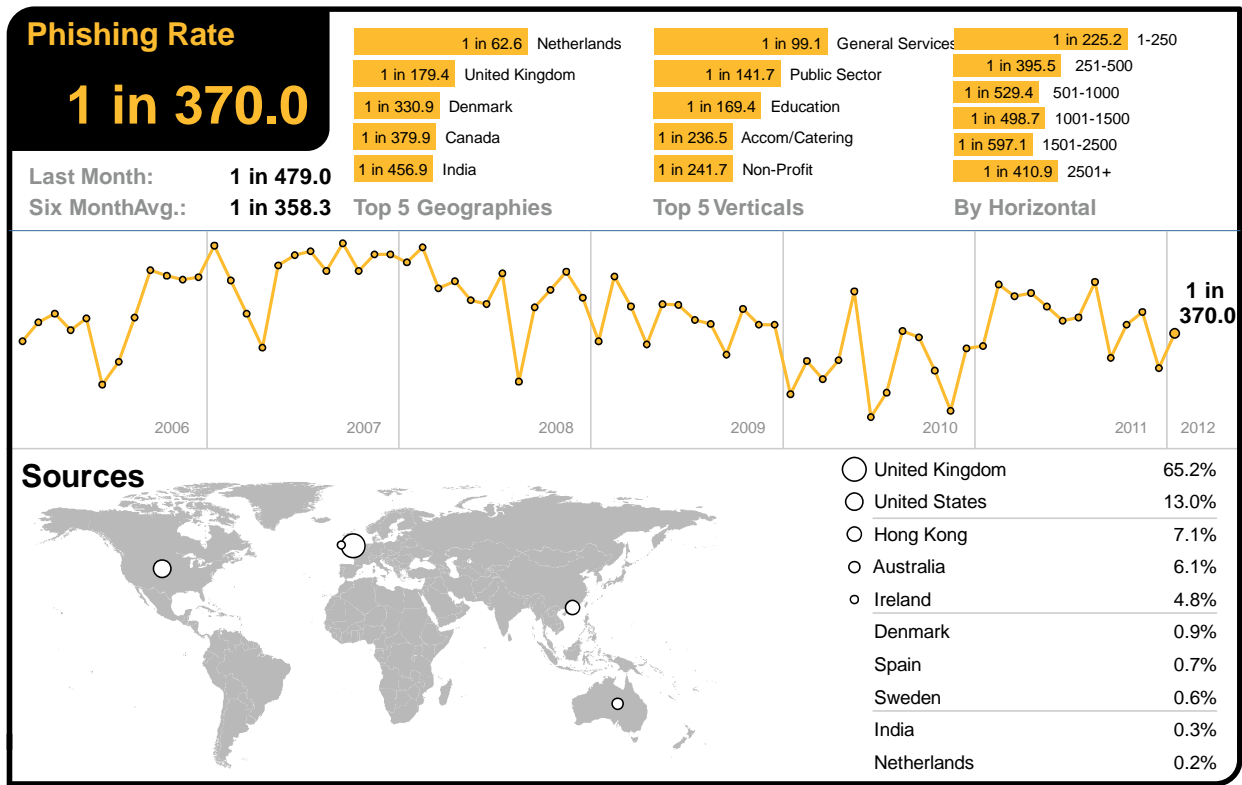 Phishing Rate
1 in 370.0
Last Month: 1 in 479.0
Six MonthAvg.: 1 in 358.3
1 in 62.6 Netherlands
1 in 179.4 United Kingdom
1 in 330.9 Denmark
1 in 379.9 Canada
1 in 456.9 India
Top 5 Geographies
1 in 99.1 General Services
1 in 141.7 Public Sector
1 in 169.4 Education
1 in 236.5 Accom/Catering
1 in 241.7 Non-Profit
Top 5 Verticals
1 in 225.2 1-250
1 in 395.5 251-500
1 in 529.4 501-1000
1 in 498.7 1001-1500
1 in 597.1 1501-2500
1 in 410.9 2501+
By Horizontal
1 in
370.0
2006 2007 2008 2009 2010 2011 2012
Sources
United Kingdom 65.2%
United States 13.0%
Hong Kong 7.1%
Australia 6.1%
Ireland 4.8%
Denmark 0.9%
Spain 0.7%
Sweden 0.6%
India 0.3%
Netherlands 0.2%